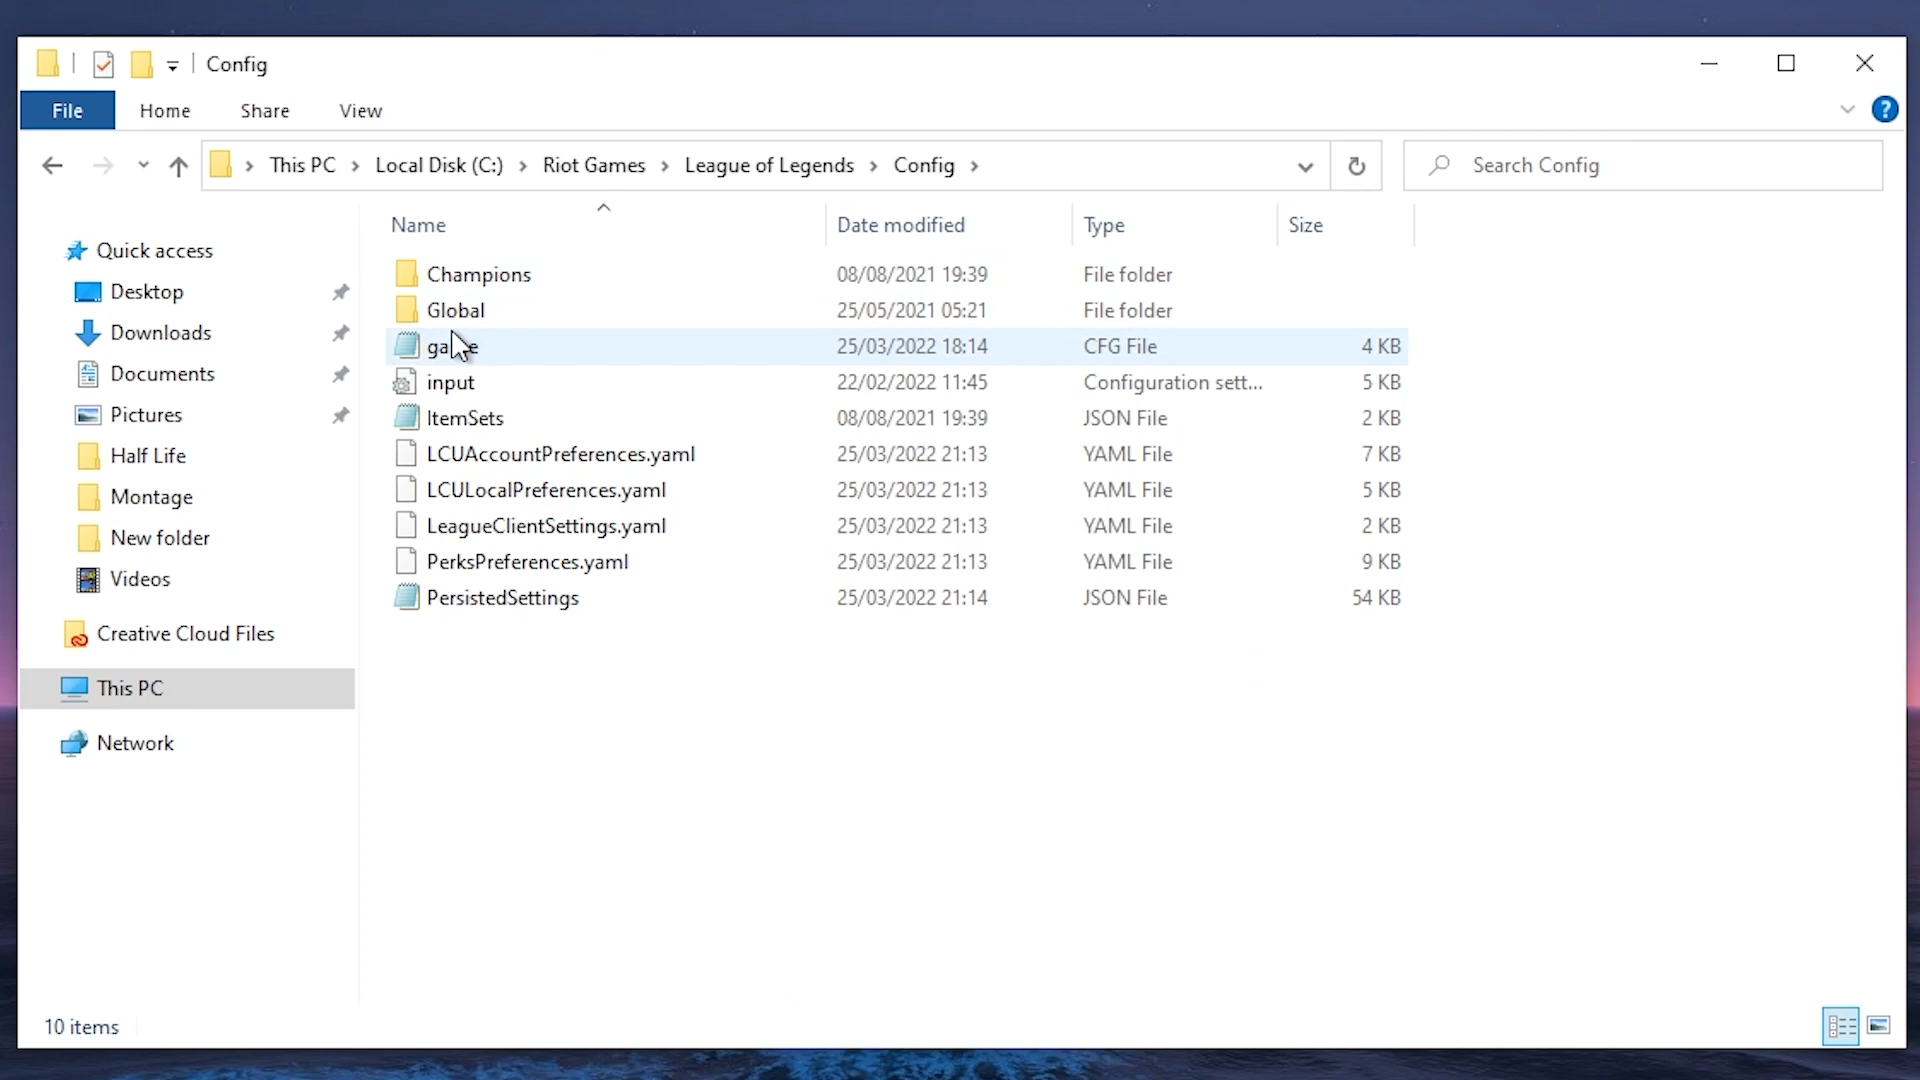 Config
File Home Share View
This PC Local Disk (C:) Riot Games League of Legends Config
Search Config
Name Date modified Type Size
Quick access
Desktop
Downloads
Documents
Pictures
Half Life
Montage
New folder
Videos
Creative Cloud Files
This PC
Network
Champions 08/08/2021 19:39 File folder
Global 25/05/2021 05:21 File folder
25/03/2022 18:14 CFG File 4 KB
input 22/02/2022 11:45 Configuration sett... 5 KB
ItemSets 08/08/2021 19:39 JSON File 2 KB
LCUAccountPreferences.yaml 25/03/2022 21:13 YAML File 7 KB
LCULocalPreferences.yaml 25/03/2022 21:13 YAML File 5 KB
LeagueClientSettings.yaml 25/03/2022 21:13 YAML File 2 KB
PerksPreferences.yaml 25/03/2022 21:13 YAML File 9 KB
PersistedSettings 25/03/2022 21:14 JSON File 54 KB
10 items